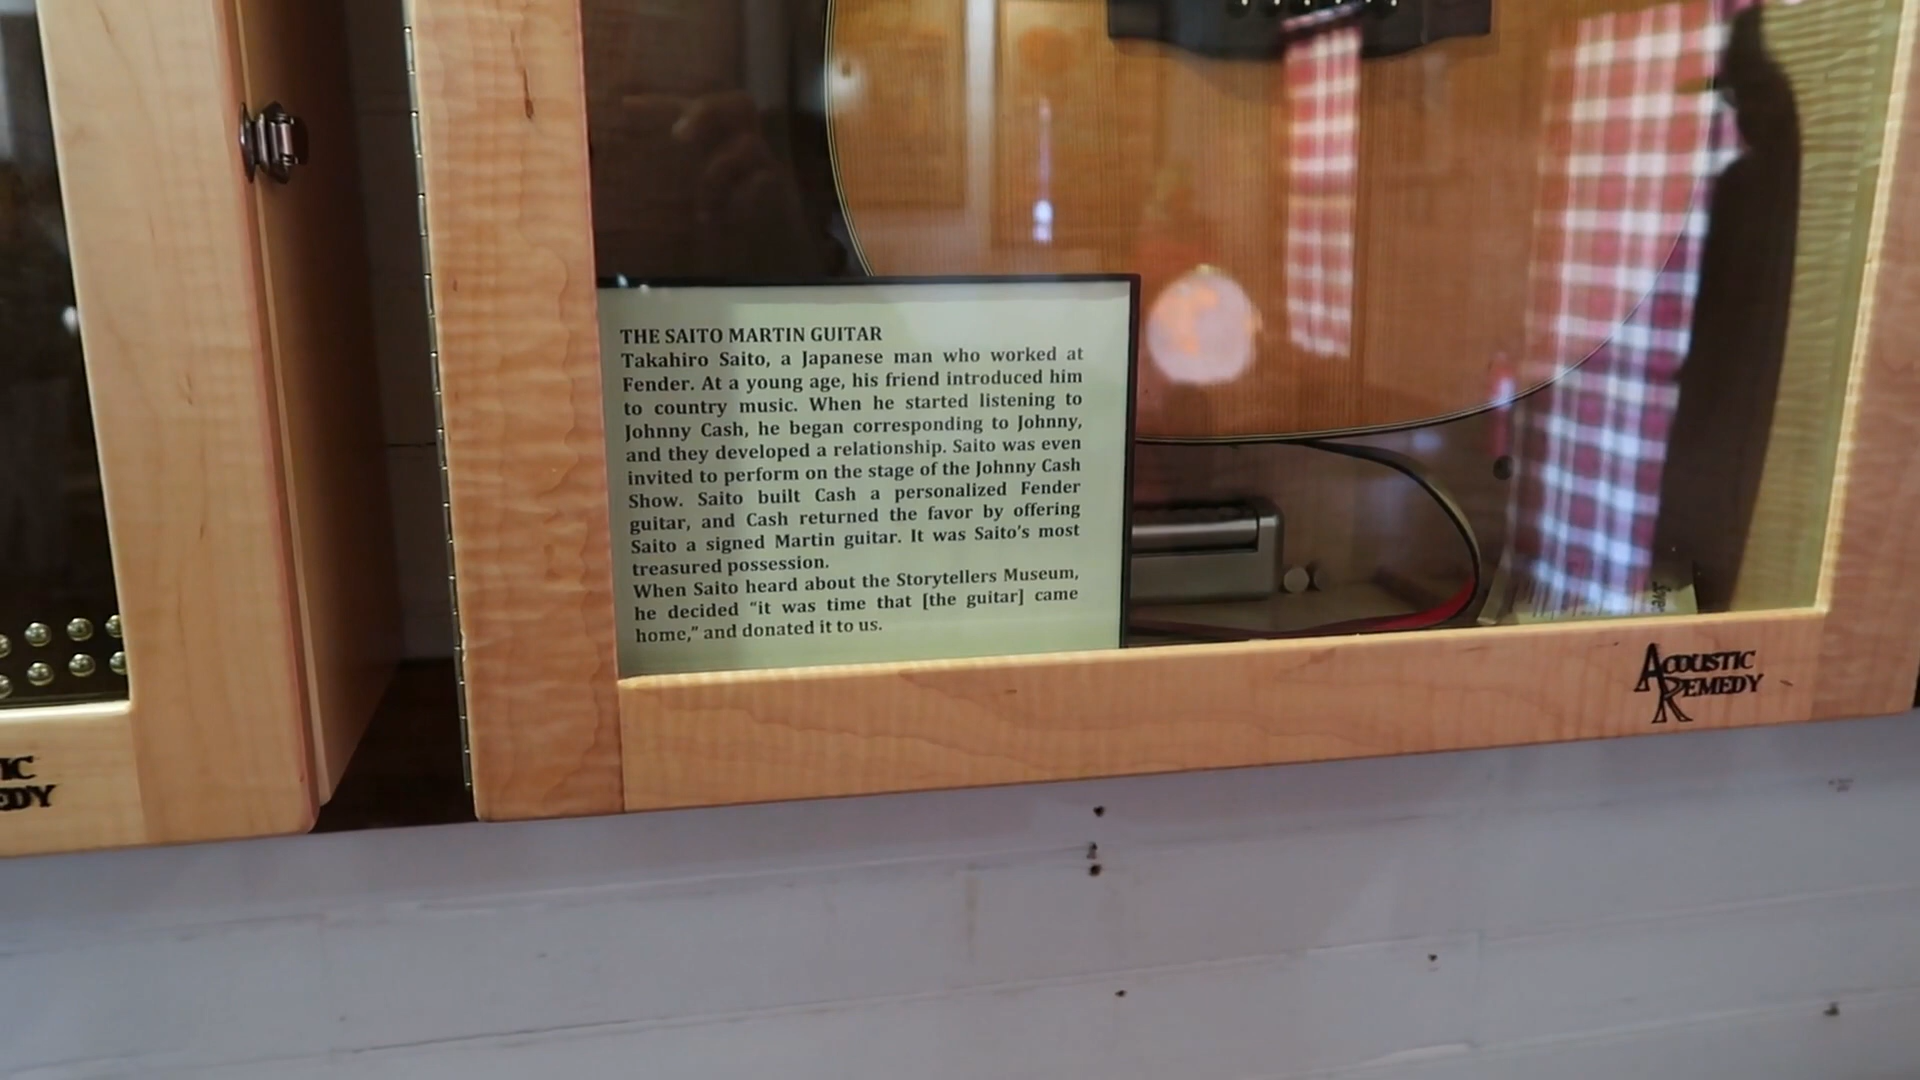 THE SAITO MARTIN GUITAR
Takahiro Saito, a Japanese man who worked at
Fender. At a young age, his friend introduced him
to country music. When he started listening to
Johnny Cash, he began corresponding to Johnny,
and they developed a relationship. Saito was even
invited to perform on the stage of the Johnny Cash
Show. Saito built Cash a personalized Fender
guitar, and Cash returned the favor by offering
Saito a signed Martin guitar. It was Saito's most
treasured possession.
When Saito heard about the Storytellers Museum,
he decided "it was time that [the guitar] came
home," and donated it to us.
ACOUSTIC
REMEDY
IC
EDY